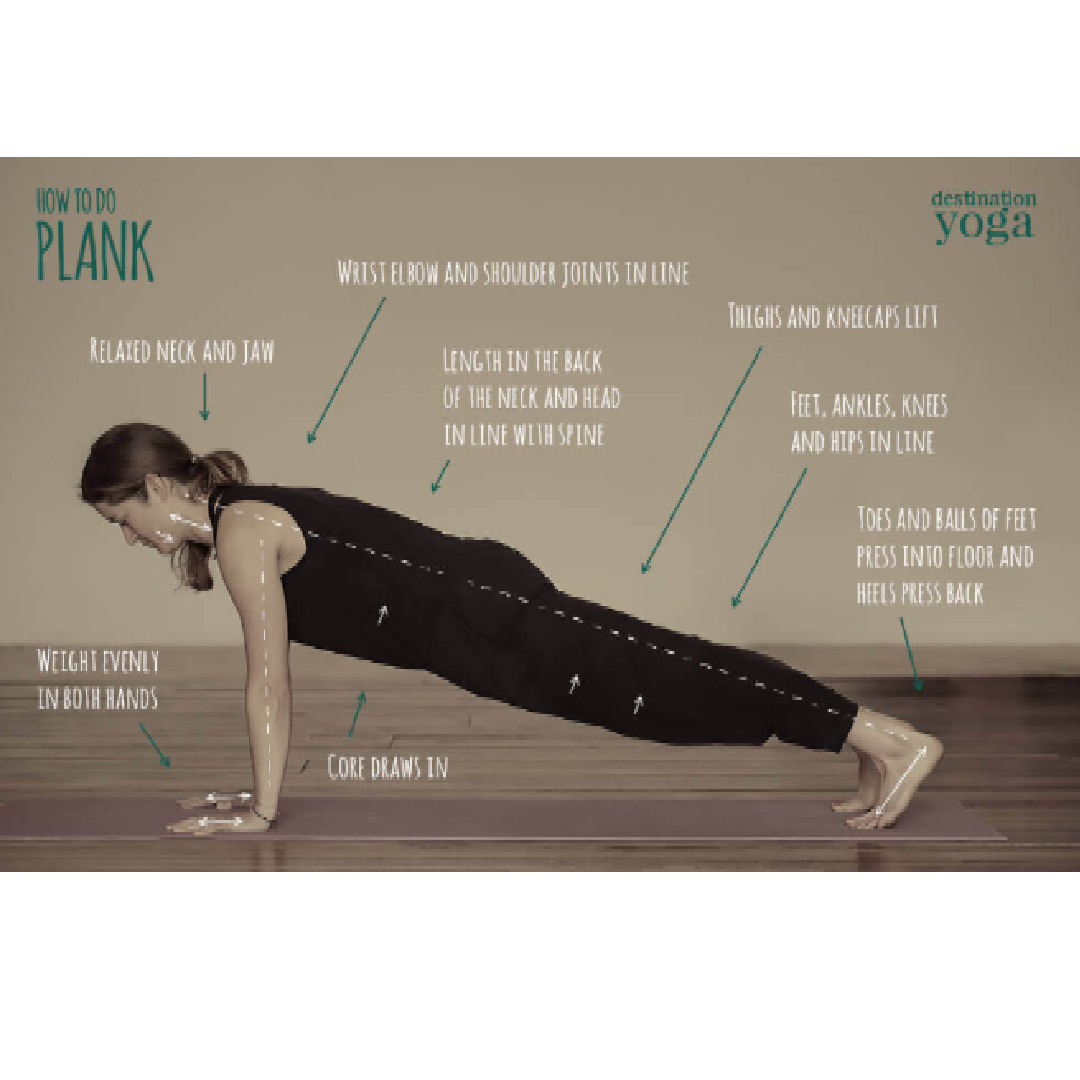 HOW TO DO
PLANK
destination
yoga
WRIST ELBOW AND SHOULDER JOINTS IN LINE
THIGHS AND KNEECAPS LIFT
RELAXED NECK AND JAW
LENGTH IN THE BACK
OF THE NECK AND HEAD
IN LINE WITH SPINE
FEET, ANKLES, KNEES
AND HIPS IN LINE
TOES AND BALLS OF FEET
PRESS INTO FLOOR AND
HEELS PRESS BACK
WEIGHT EVENLY
IN BOTH HANDS
CORE DRAWS IN